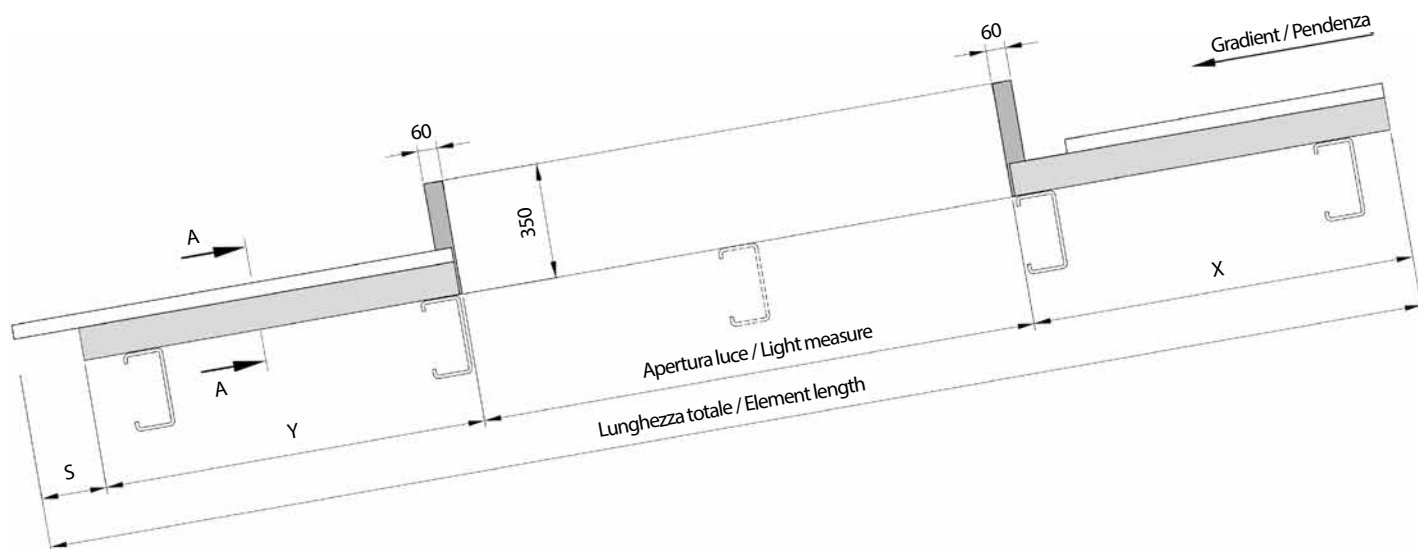 60
Gradient / Pendenza
60
350
A
A
X
Apertura luce / Light measure
Lunghezza totale / Element length
Y
S